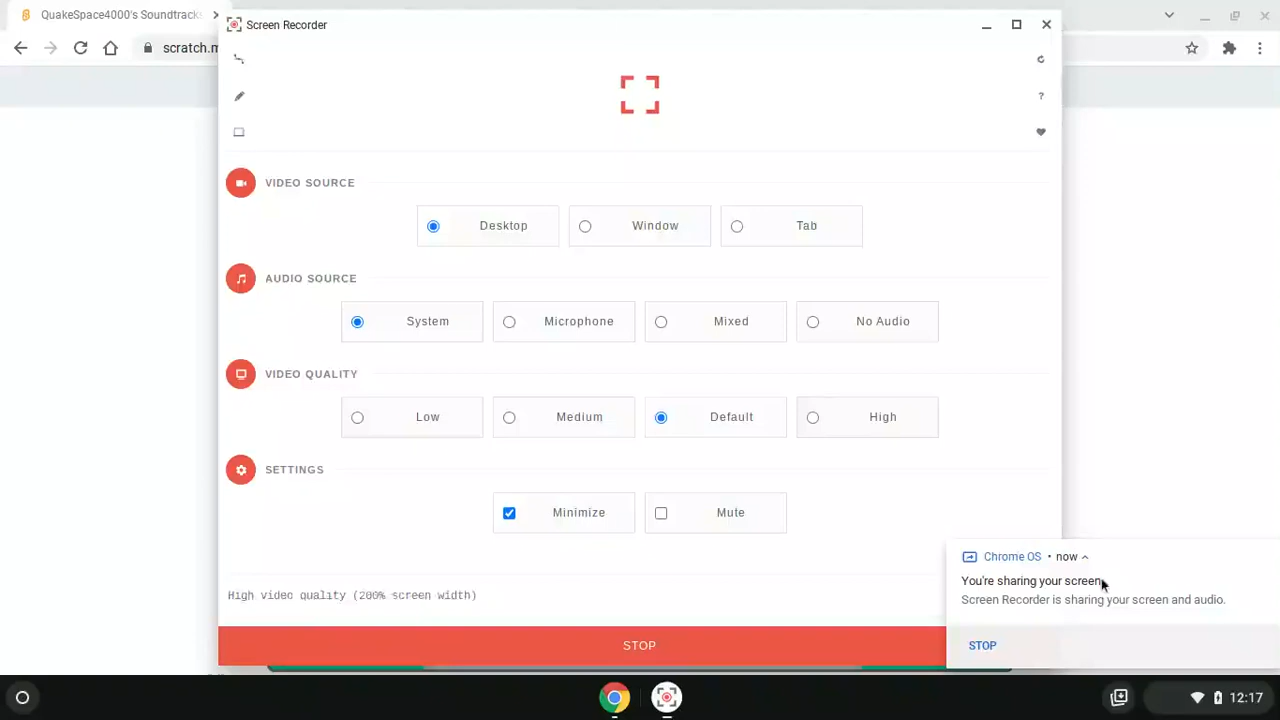 QuakeSpace4000's Soundtracks
Screen Recorder
scratch.m
?
VIDEO SOURCE
Desktop
Window
Tab
AUDIO SOURCE
System
Microphone
Mixed
No Audio
VIDEO QUALITY
Low
Medium
Default
High
SETTINGS
Minimize
Mute
High video quality (200% screen width)
STOP
Chrome OS • now
You're sharing your screen
Screen Recorder is sharing your screen and audio.
STOP
12:17